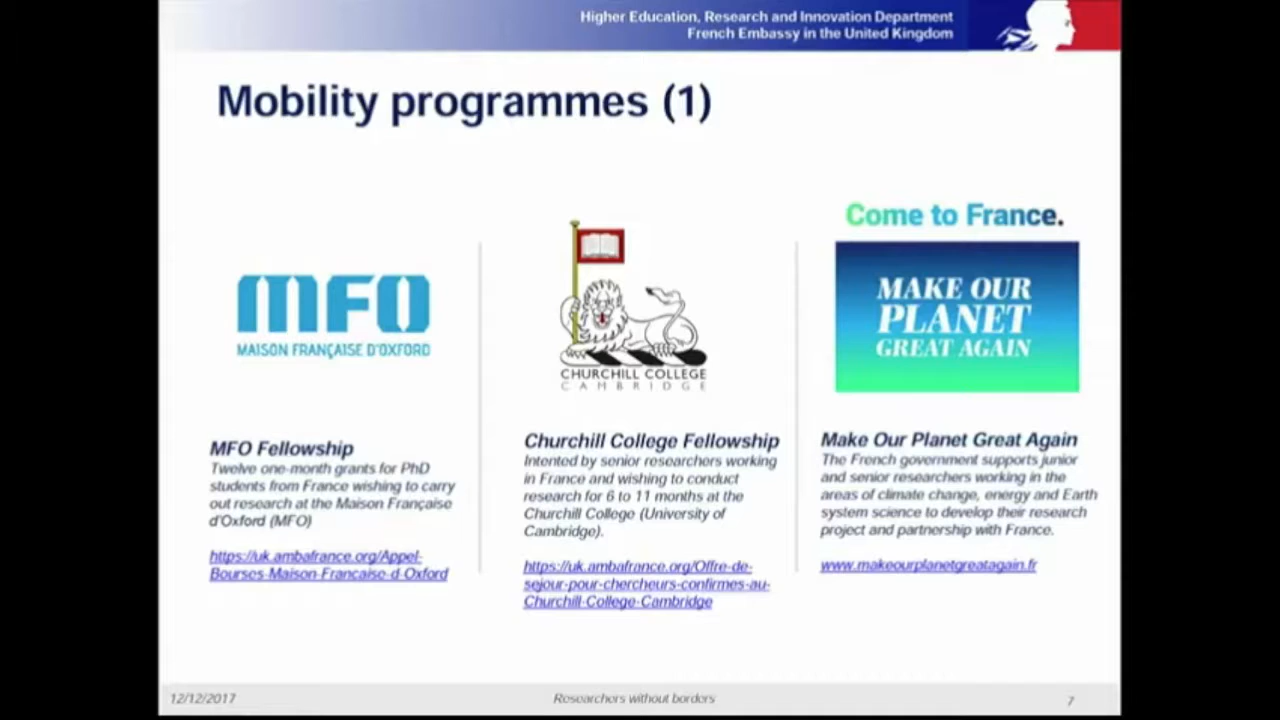 Higher Education, Research and Innovation Department
French Embassy in the United Kingdom
Mobility programmes (1)
MFO
MAISON FRANÇAISE D'OXFORD
MFO Fellowship
Twelve one-month grants for PhD
students from France wishing to carry
out research at the Maison Française
d'Oxford (MFO)
https://uk.ambafrance.org/Appel-
Bourses-Maison-Francaise-d-Oxford
CHURCHILL COLLEGE
CAMBRIDGE
Churchill College Fellowship
Intented by senior researchers working
in France and wishing to conduct
research for 6 to 11 months at the
Churchill College (University of
Cambridge).
https://uk.ambafrance.org/Offre-de-
sejour-pour-chercheurs-confirmes-au-
Churchill-College-Cambridge
Come to France.
MAKE OUR
PLANET
GREAT AGAIN
Make Our Planet Great Again
The French government supports junior
and senior researchers working in the
areas of climate change, energy and Earth
system science to develop their research
project and partnership with France.
www.makeourplanetgreatagain.fr
12/12/2017
Researchers without borders
7